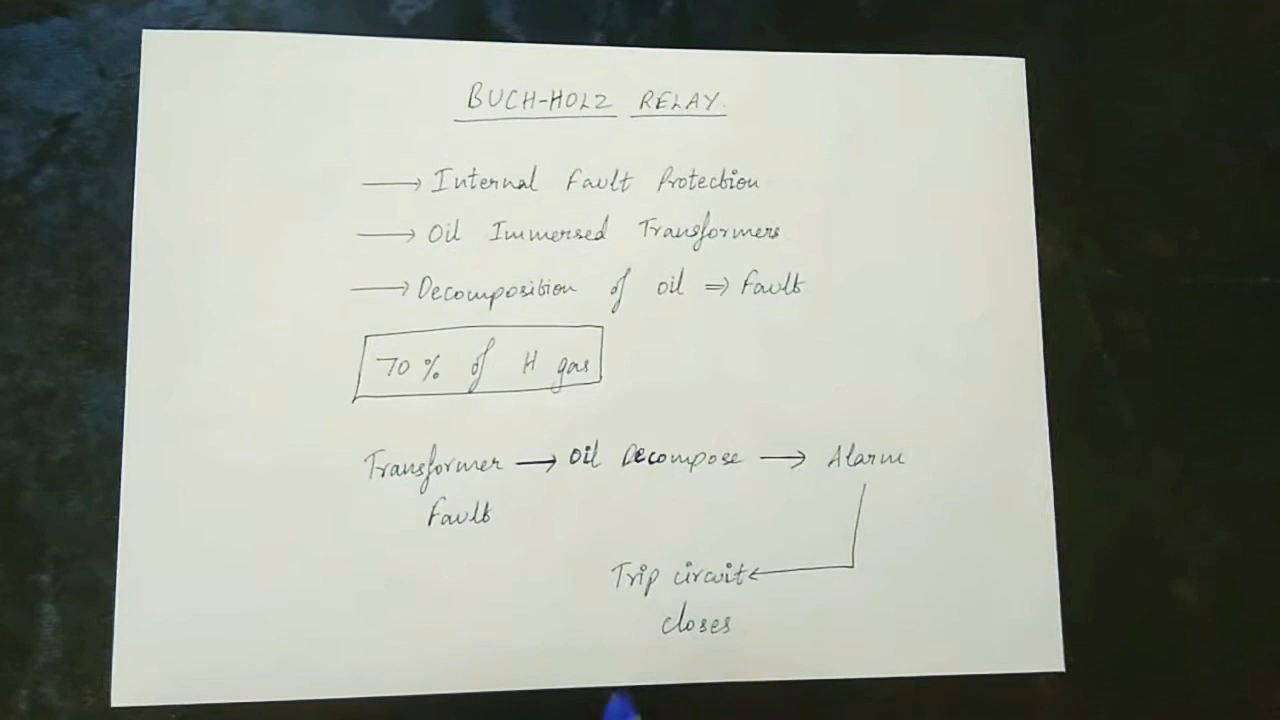 BUCH-HOLZ RELAY.
→ Internal Fault Protection
→ Oil Immersed Transformers
→ Decomposition of oil ⇒ Fault
70% of H gas
Transformer → Oil Decompose → Alarm
Fault
Trip circuit ←
closes